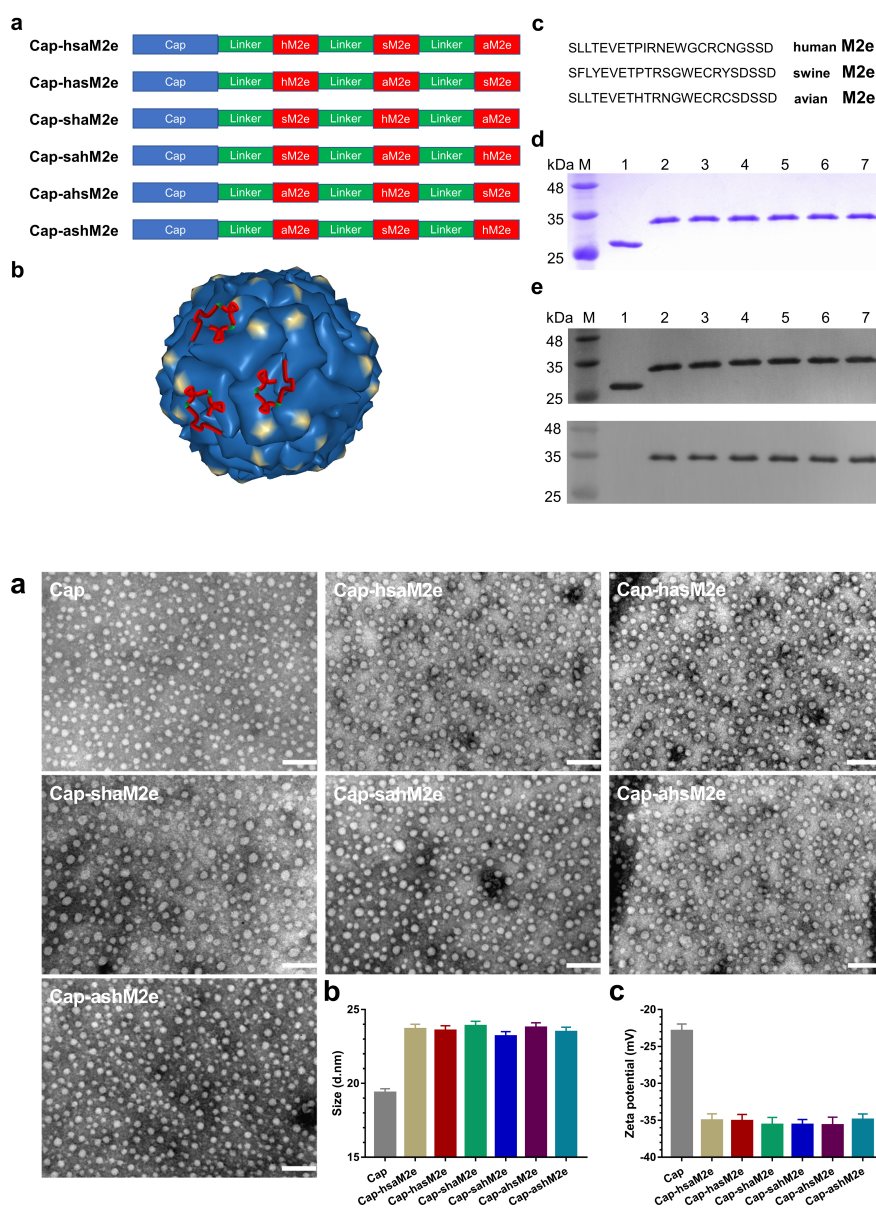 a
Cap-hsaM2e Cap Linker hM2e Linker sM2e Linker aM2e
Cap-hasM2e Cap Linker hM2e Linker aM2e Linker sM2e
Cap-shaM2e Cap Linker sM2e Linker hM2e Linker aM2e
Cap-sahM2e Cap Linker sM2e Linker aM2e Linker hM2e
Cap-ahsM2e Cap Linker aM2e Linker hM2e Linker sM2e
Cap-ashM2e Cap Linker aM2e Linker sM2e Linker hM2e
b
c
SLLTEVETPIRNEWGCRCNGSSD human M2e
SFLYEVETPTRSGWECRYSDSSD swine M2e
SLLTEVETHTRNGWECRCSDSSD avian M2e
d
kDa M 1 2 3 4 5 6 7
48
35
25
e
kDa M 1 2 3 4 5 6 7
48
35
25
48
35
25
a
Cap Cap-hsaM2e Cap-hasM2e
Cap-shaM2e Cap-sahM2e Cap-ahsM2e
Cap-ashM2e
b
Size (d.nm)
25
20
15
Cap Cap-hsaM2e Cap-hasM2e Cap-shaM2e Cap-sahM2e Cap-ahsM2e Cap-ashM2e
c
Zeta potential (mV)
-20
-25
-30
-35
-40
Cap Cap-hsaM2e Cap-hasM2e Cap-shaM2e Cap-sahM2e Cap-ahsM2e Cap-ashM2e